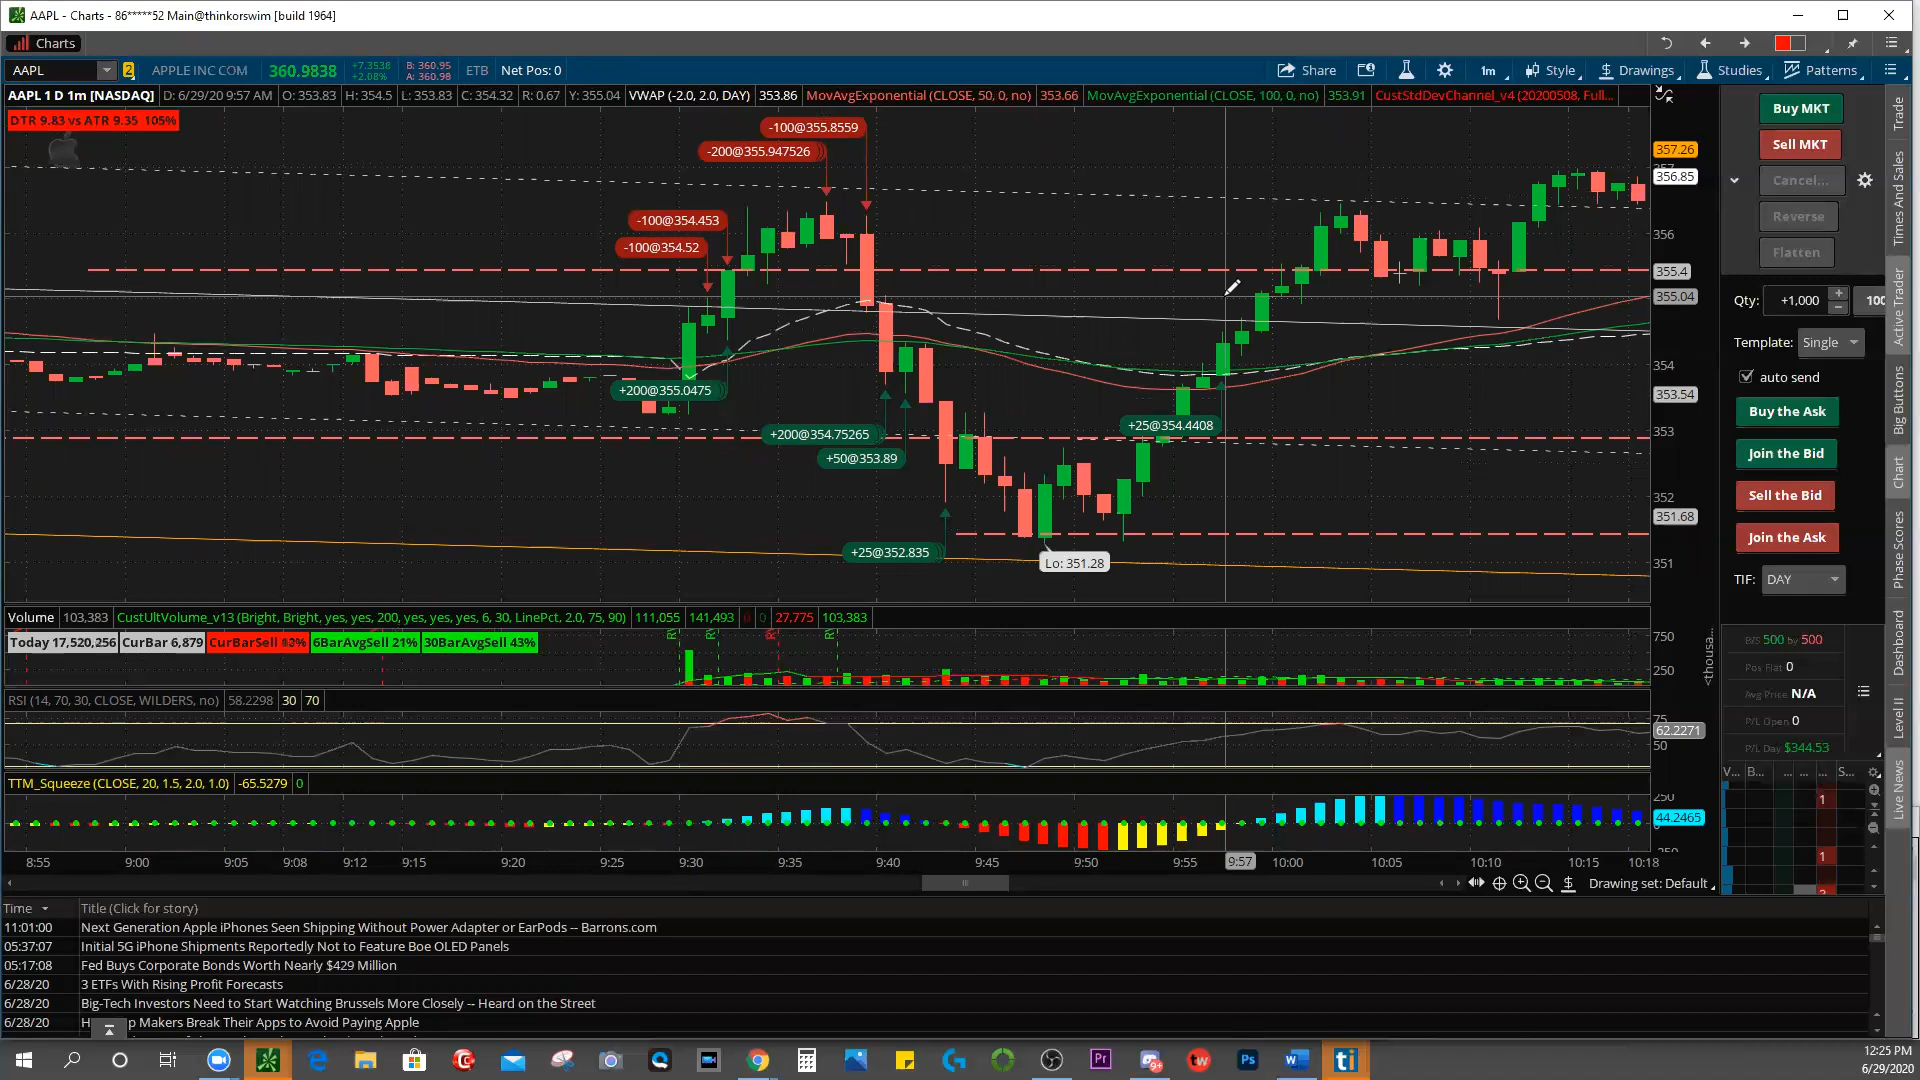 AAPL - Charts - 86*****52 Main@thinkorswim [build 1964]
Charts
AAPL 2 APPLE INC COM 360.9838 +7.3538 +2.08% B: 360.95 A: 360.98 ETB Net Pos: 0 Share 1m Style Drawings Studies Patterns
AAPL 1 D 1m [NASDAQ] D: 6/29/20 9:57 AM O: 353.83 H: 354.5 L: 353.83 C: 354.32 R: 0.67 Y: 355.04 VWAP (-2.0, 2.0, DAY) 353.86 MovAvgExponential (CLOSE, 50, 0, no) 353.66 MovAvgExponential (CLOSE, 100, 0, no) 353.91 CustStdDevChannel_v4 (20200508, Full...
DTR 9.83 vs ATR 9.35 105%
-100@355.8559
-200@355.947526
-100@354.453
-100@354.52
+200@355.0475
+200@354.75265
+50@353.89
+25@354.4408
+25@352.835
Lo: 351.28
357.26
356.85
356
355.4
355.04
354
353.54
353
352
351.68
351
Volume 103,383 CustUltVolume_v13 (Bright, Bright, yes, yes, 200, yes, yes, yes, 6, 30, LinePct, 2.0, 75, 90) 111,055 141,493 0 0 27,775 103,383
Today 17,520,256 CurBar 6,879 CurBarSell 82% 6BarAvgSell 21% 30BarAvgSell 43%
750
250
<thousa...
RSI (14, 70, 30, CLOSE, WILDERS, no) 58.2298 30 70
75
62.2271
50
TTM_Squeeze (CLOSE, 20, 1.5, 2.0, 1.0) -65.5279 0
250
44.2465
-250
8:55 9:00 9:05 9:08 9:12 9:15 9:20 9:25 9:30 9:35 9:40 9:45 9:50 9:55 9:57 10:00 10:05 10:10 10:15 10:18
Drawing set: Default
Buy MKT
Sell MKT
Cancel...
Reverse
Flatten
Qty: +1,000 100
Template: Single
auto send
Buy the Ask
Join the Bid
Sell the Bid
Join the Ask
TIF: DAY
B/S 500 by 500
Pos Flat 0
Avg Price N/A
P/L Open 0
P/L Day $344.53
V... B... ... ... ... S...
1
1
Trade
Times And Sales
Active Trader
Big Buttons
Chart
Phase Scores
Dashboard
Level II
Live News
Time Title (Click for story)
11:01:00 Next Generation Apple iPhones Seen Shipping Without Power Adapter or EarPods -- Barrons.com
05:37:07 Initial 5G iPhone Shipments Reportedly Not to Feature Boe OLED Panels
05:17:08 Fed Buys Corporate Bonds Worth Nearly $429 Million
6/28/20 3 ETFs With Rising Profit Forecasts
6/28/20 Big-Tech Investors Need to Start Watching Brussels More Closely -- Heard on the Street
6/28/20 Makers Break Their Apps to Avoid Paying Apple
12:25 PM
6/29/2020